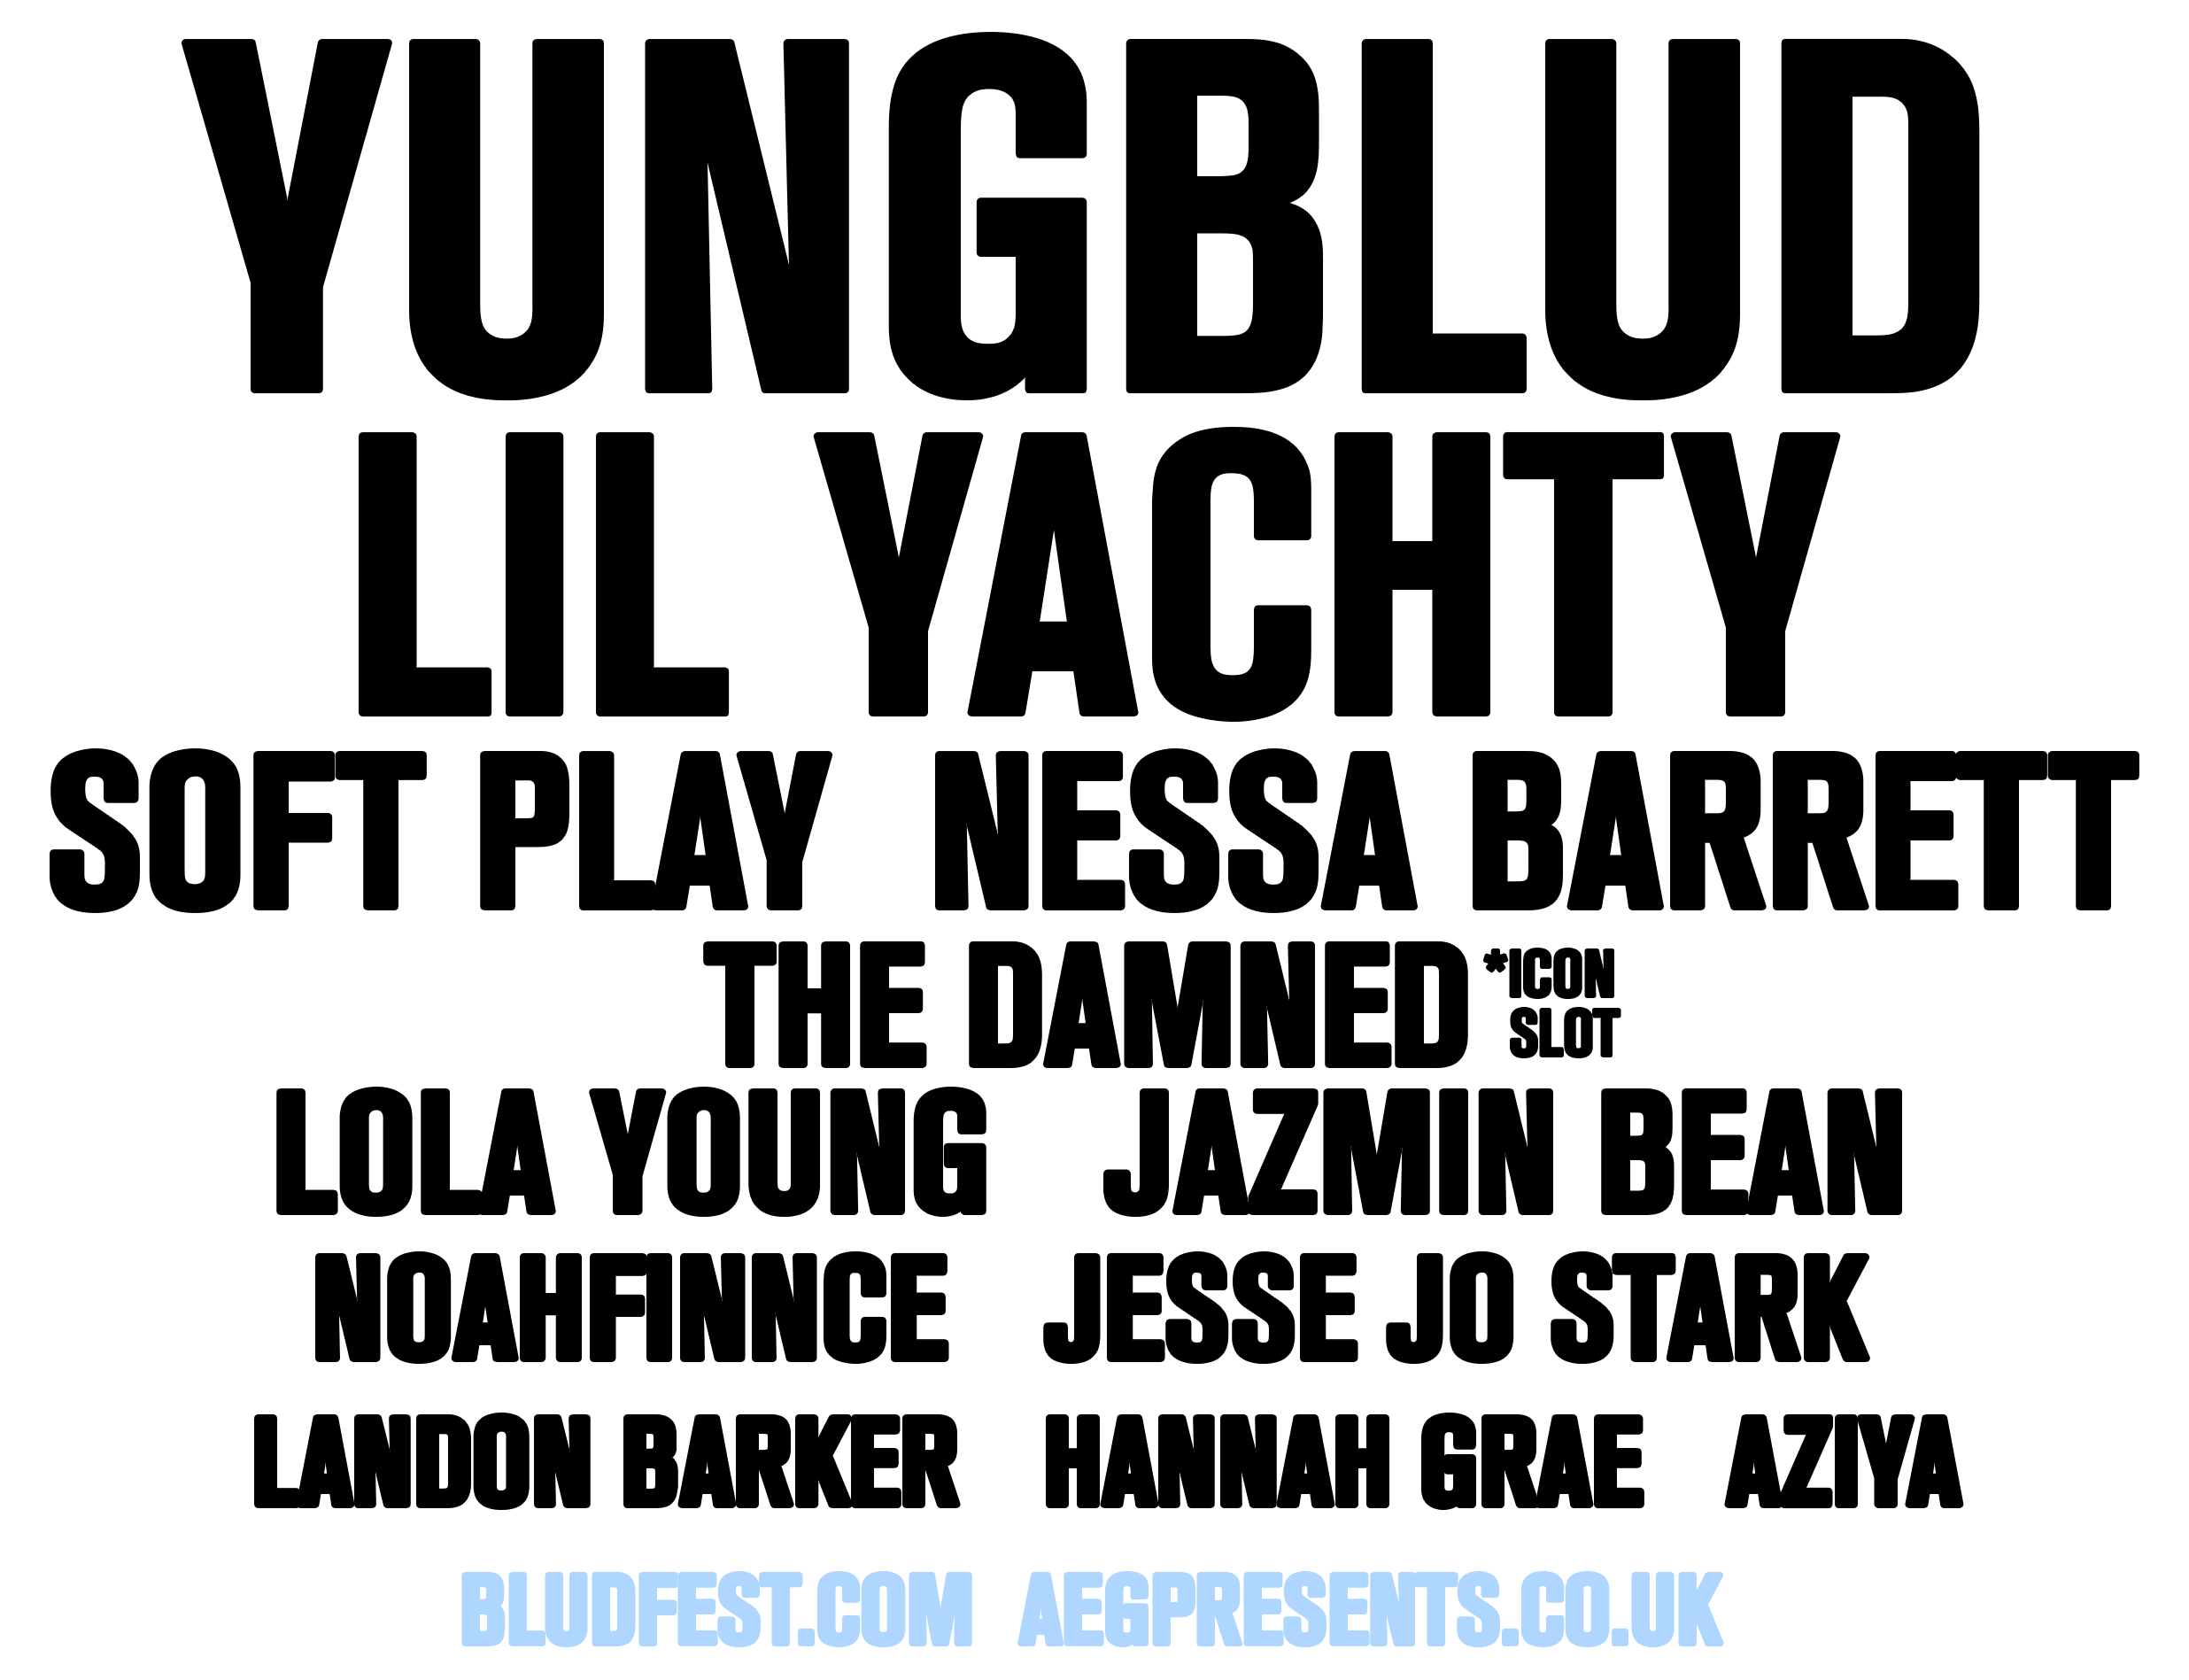 YUNGBLUD
LIL YACHTY
SOFT PLAY NESSA BARRETT
THE DAMNED *ICON SLOT
LOLA YOUNG JAZMIN BEAN
NOAHFINNCE JESSE JO STARK
LANDON BARKER HANNAH GRAE AZIYA
BLUDFEST.COM AEGPRESENTS.CO.UK